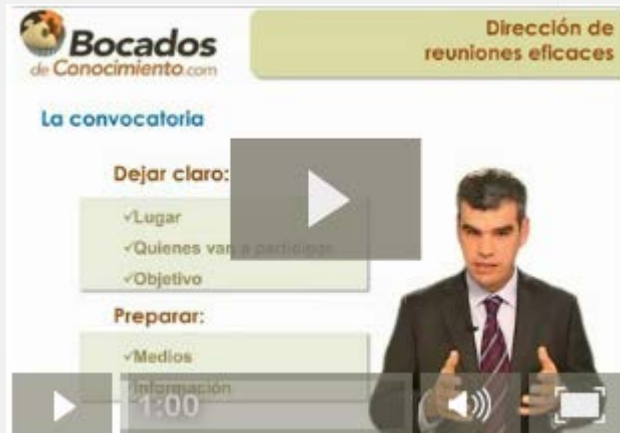 Bocados
de Conocimiento.com
Dirección de
reuniones eficaces
La convocatoria
Dejar claro:
✓Lugar
✓Quienes van a participar
✓Objetivo
Preparar:
✓Medios
✓Información
1:00